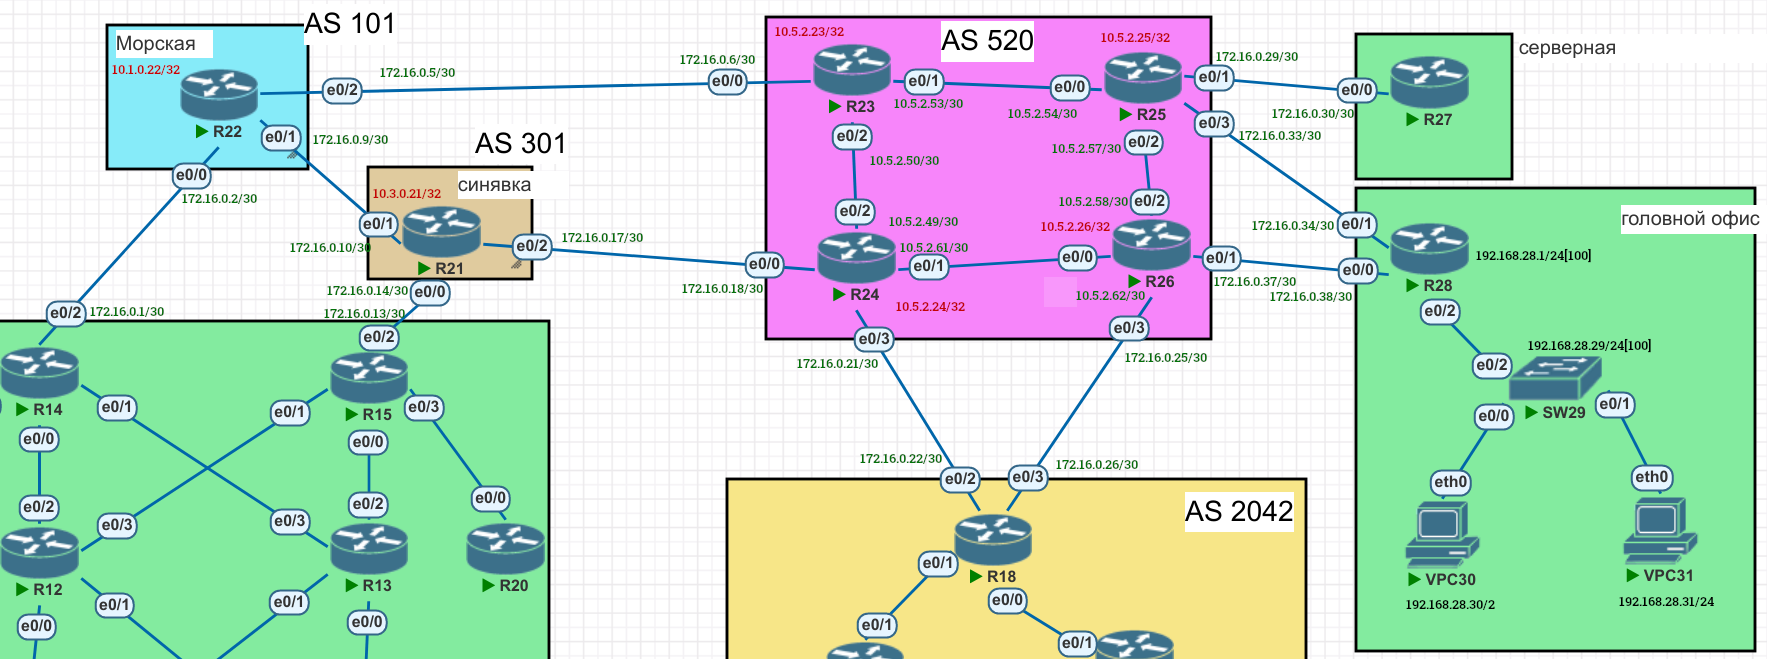 AS 101
Морская
10.1.0.22/32
R22
e0/2
172.16.0.5/30
e0/1
172.16.0.9/30
e0/0
172.16.0.2/30
AS 301
синявка
10.3.0.21/32
e0/1
172.16.0.10/30
R21
e0/2
172.16.0.17/30
172.16.0.14/30
e0/0
172.16.0.13/30
e0/2
e0/2
172.16.0.1/30
AS 520
10.5.2.23/32
172.16.0.6/30
e0/0
R23
e0/1
10.5.2.53/30
e0/2
10.5.2.50/30
10.5.2.25/32
e0/0
10.5.2.54/30
R25
e0/1
172.16.0.29/30
e0/3
172.16.0.33/30
10.5.2.57/30
e0/2
10.5.2.58/30
e0/2
10.5.2.26/32
e0/2
10.5.2.49/30
10.5.2.61/30
e0/1
e0/0
172.16.0.18/30
R24
10.5.2.24/32
e0/3
172.16.0.21/30
e0/0
10.5.2.62/30
R26
e0/1
172.16.0.37/30
e0/3
172.16.0.25/30
серверная
e0/0
172.16.0.30/30
R27
головной офис
172.16.0.34/30
e0/1
e0/0
172.16.0.38/30
R28
192.168.28.1/24[100]
e0/2
192.168.28.29/24[100]
e0/2
SW29
e0/0
e0/1
eth0
eth0
VPC30
192.168.28.30/2
VPC31
192.168.28.31/24
R14
e0/1
e0/0
e0/1
R15
e0/3
e0/0
e0/2
e0/3
e0/3
e0/2
e0/0
R12
R13
R20
e0/1
e0/0
e0/1
e0/0
AS 2042
172.16.0.22/30
e0/2
e0/3
172.16.0.26/30
R18
e0/1
e0/0
e0/1
e0/1